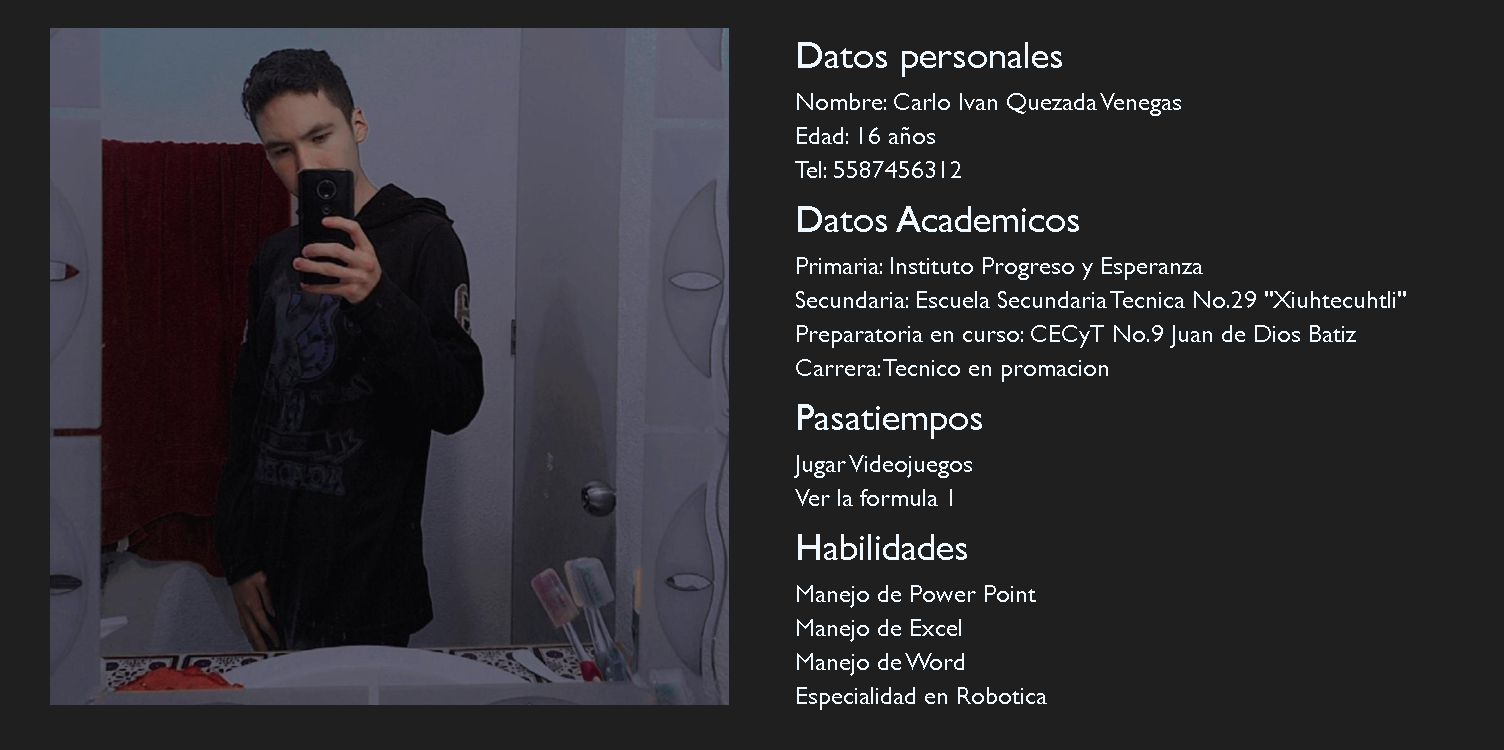 Datos personales
Nombre: Carlo Ivan Quezada Venegas
Edad: 16 años
Tel: 5587456312
Datos Academicos
Primaria: Instituto Progreso y Esperanza
Secundaria: Escuela Secundaria Tecnica No.29 "Xiuhtecuhtli"
Preparatoria en curso: CECyT No.9 Juan de Dios Batiz
Carrera: Tecnico en promacion
Pasatiempos
Jugar Videojuegos
Ver la formula 1
Habilidades
Manejo de Power Point
Manejo de Excel
Manejo de Word
Especialidad en Robotica